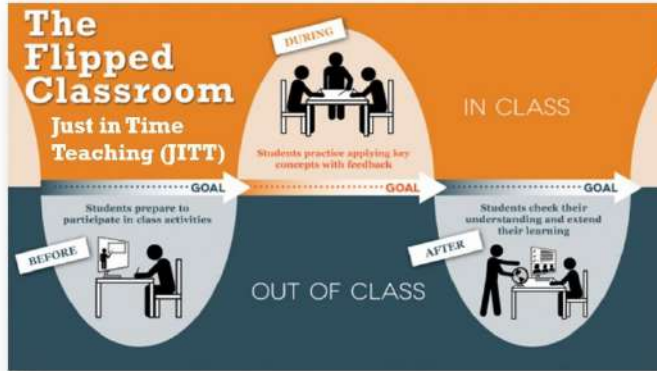 The
Flipped
Classroom
Just in Time
Teaching (JITT)
DURING
IN CLASS
Students practice applying key
concepts with feedback
GOAL
GOAL
GOAL
Students prepare to
participate in class activities
BEFORE
Students check their
understanding and extend
their learning
AFTER
OUT OF CLASS